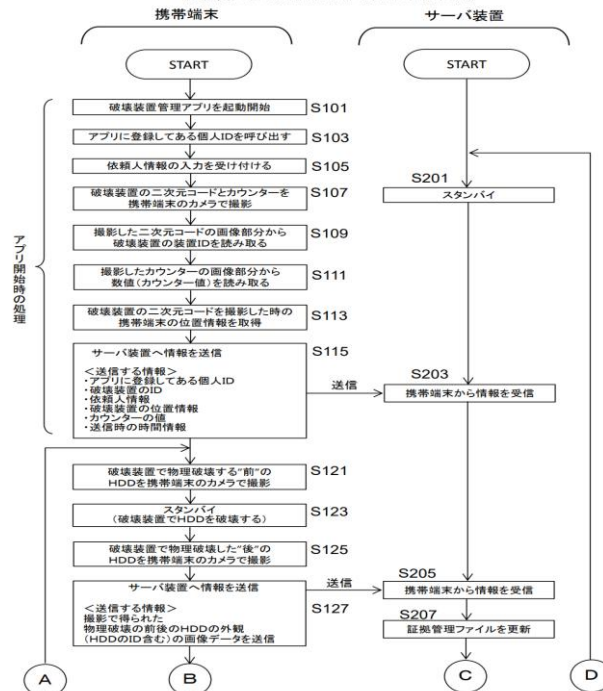 携帯端末
サーバ装置
START
START
アプリ開始時の処理
破壊装置管理アプリを起動開始
S101
アプリに登録してある個人IDを呼び出す
S103
依頼人情報の入力を受け付ける
S105
破壊装置の二次元コードとカウンターを
携帯端末のカメラで撮影
S107
撮影した二次元コードの画像部分から
破壊装置の装置IDを読み取る
S109
撮影したカウンターの画像部分から
数値(カウンター値)を読み取る
S111
破壊装置の二次元コードを撮影した時の
携帯端末の位置情報を取得
S113
サーバ装置へ情報を送信
S115
<送信する情報>
・アプリに登録してある個人ID
・破壊装置のID
・依頼人情報
・破壊装置の位置情報
・カウンターの値
・送信時の時間情報
送信
S201
スタンバイ
S203
携帯端末から情報を受信
破壊装置で物理破壊する"前"の
HDDを携帯端末のカメラで撮影
S121
スタンバイ
(破壊装置でHDDを破壊する)
S123
破壊装置で物理破壊した"後"の
HDDを携帯端末のカメラで撮影
S125
サーバ装置へ情報を送信
S127
<送信する情報>
撮影で得られた
物理破壊の前後のHDDの外観
(HDDのID含む)の画像データを送信
送信
S205
携帯端末から情報を受信
S207
証拠管理ファイルを更新
A
B
C
D